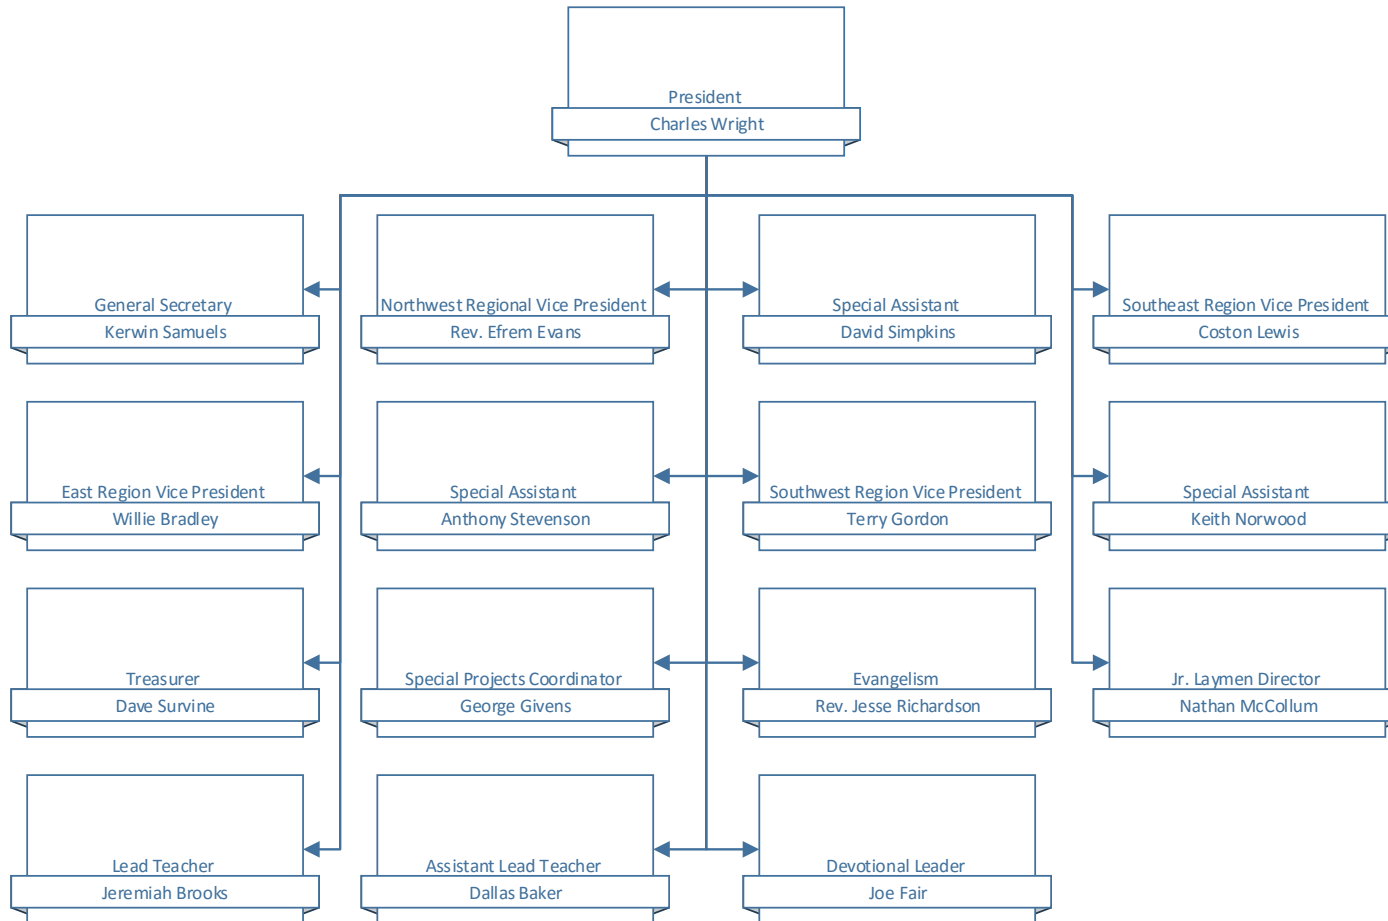 President
Charles Wright
General Secretary
Kerwin Samuels
Northwest Regional Vice President
Rev. Efrem Evans
Special Assistant
David Simpkins
Southeast Region Vice President
Coston Lewis
East Region Vice President
Willie Bradley
Special Assistant
Anthony Stevenson
Southwest Region Vice President
Terry Gordon
Special Assistant
Keith Norwood
Treasurer
Dave Survine
Special Projects Coordinator
George Givens
Evangelism
Rev. Jesse Richardson
Jr. Laymen Director
Nathan McCollum
Lead Teacher
Jeremiah Brooks
Assistant Lead Teacher
Dallas Baker
Devotional Leader
Joe Fair